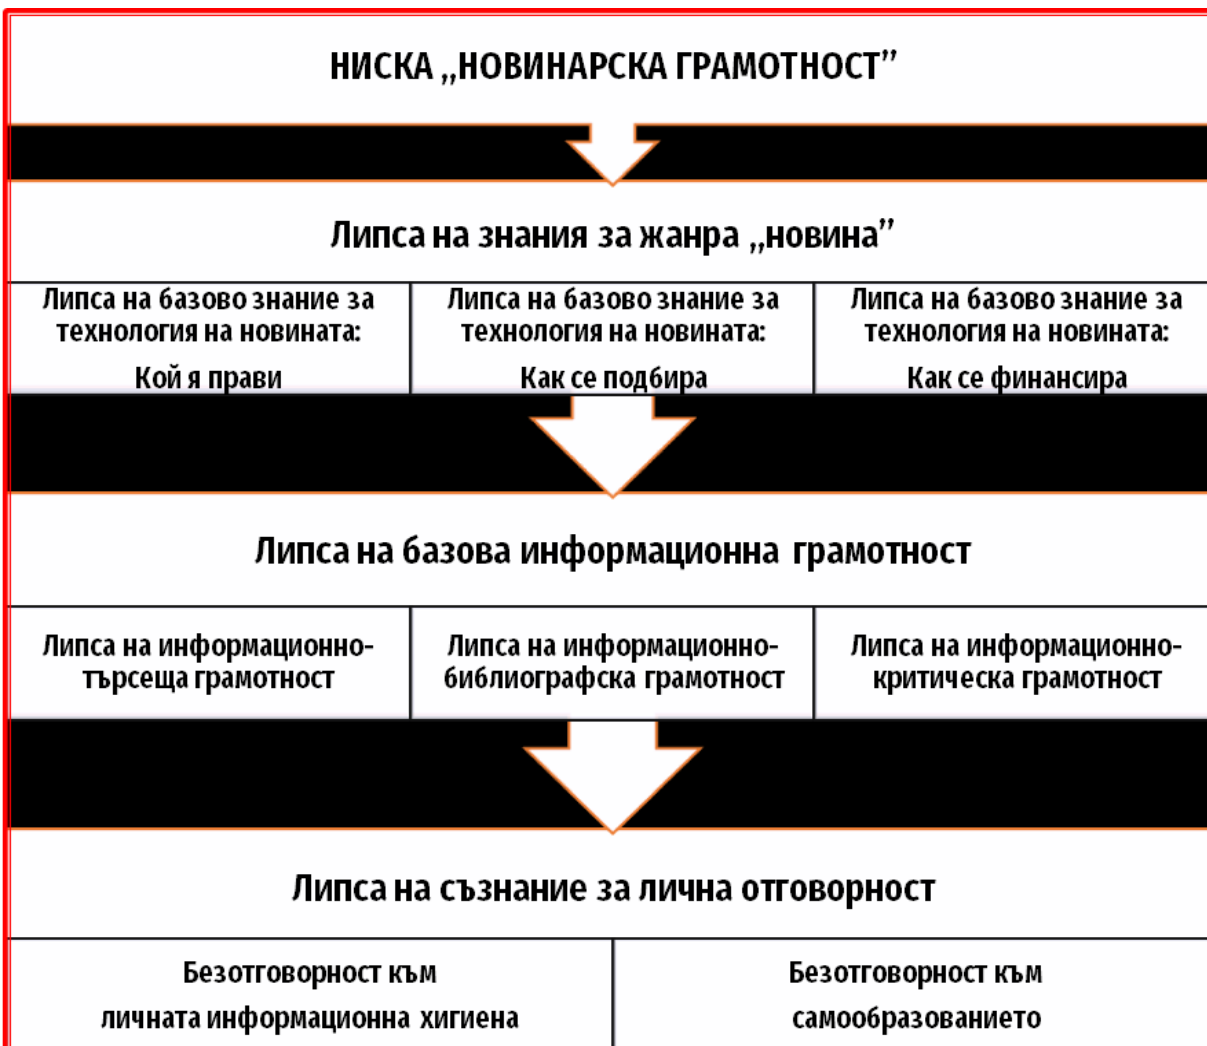 НИСКА „НОВИНАРСКА ГРАМОТНОСТ”
Липса на знания за жанра „новина”
Липса на базово знание за
технология на новината:
Кой я прави
Липса на базово знание за
технология на новината:
Как се подбира
Липса на базово знание за
технология на новината:
Как се финансира
Липса на базова информационна грамотност
Липса на информационно-
търсеща грамотност
Липса на информационно-
библиографска грамотност
Липса на информационно-
критическа грамотност
Липса на съзнание за лична отговорност
Безотговорност към
личната информационна хигиена
Безотговорност към
самообразованието